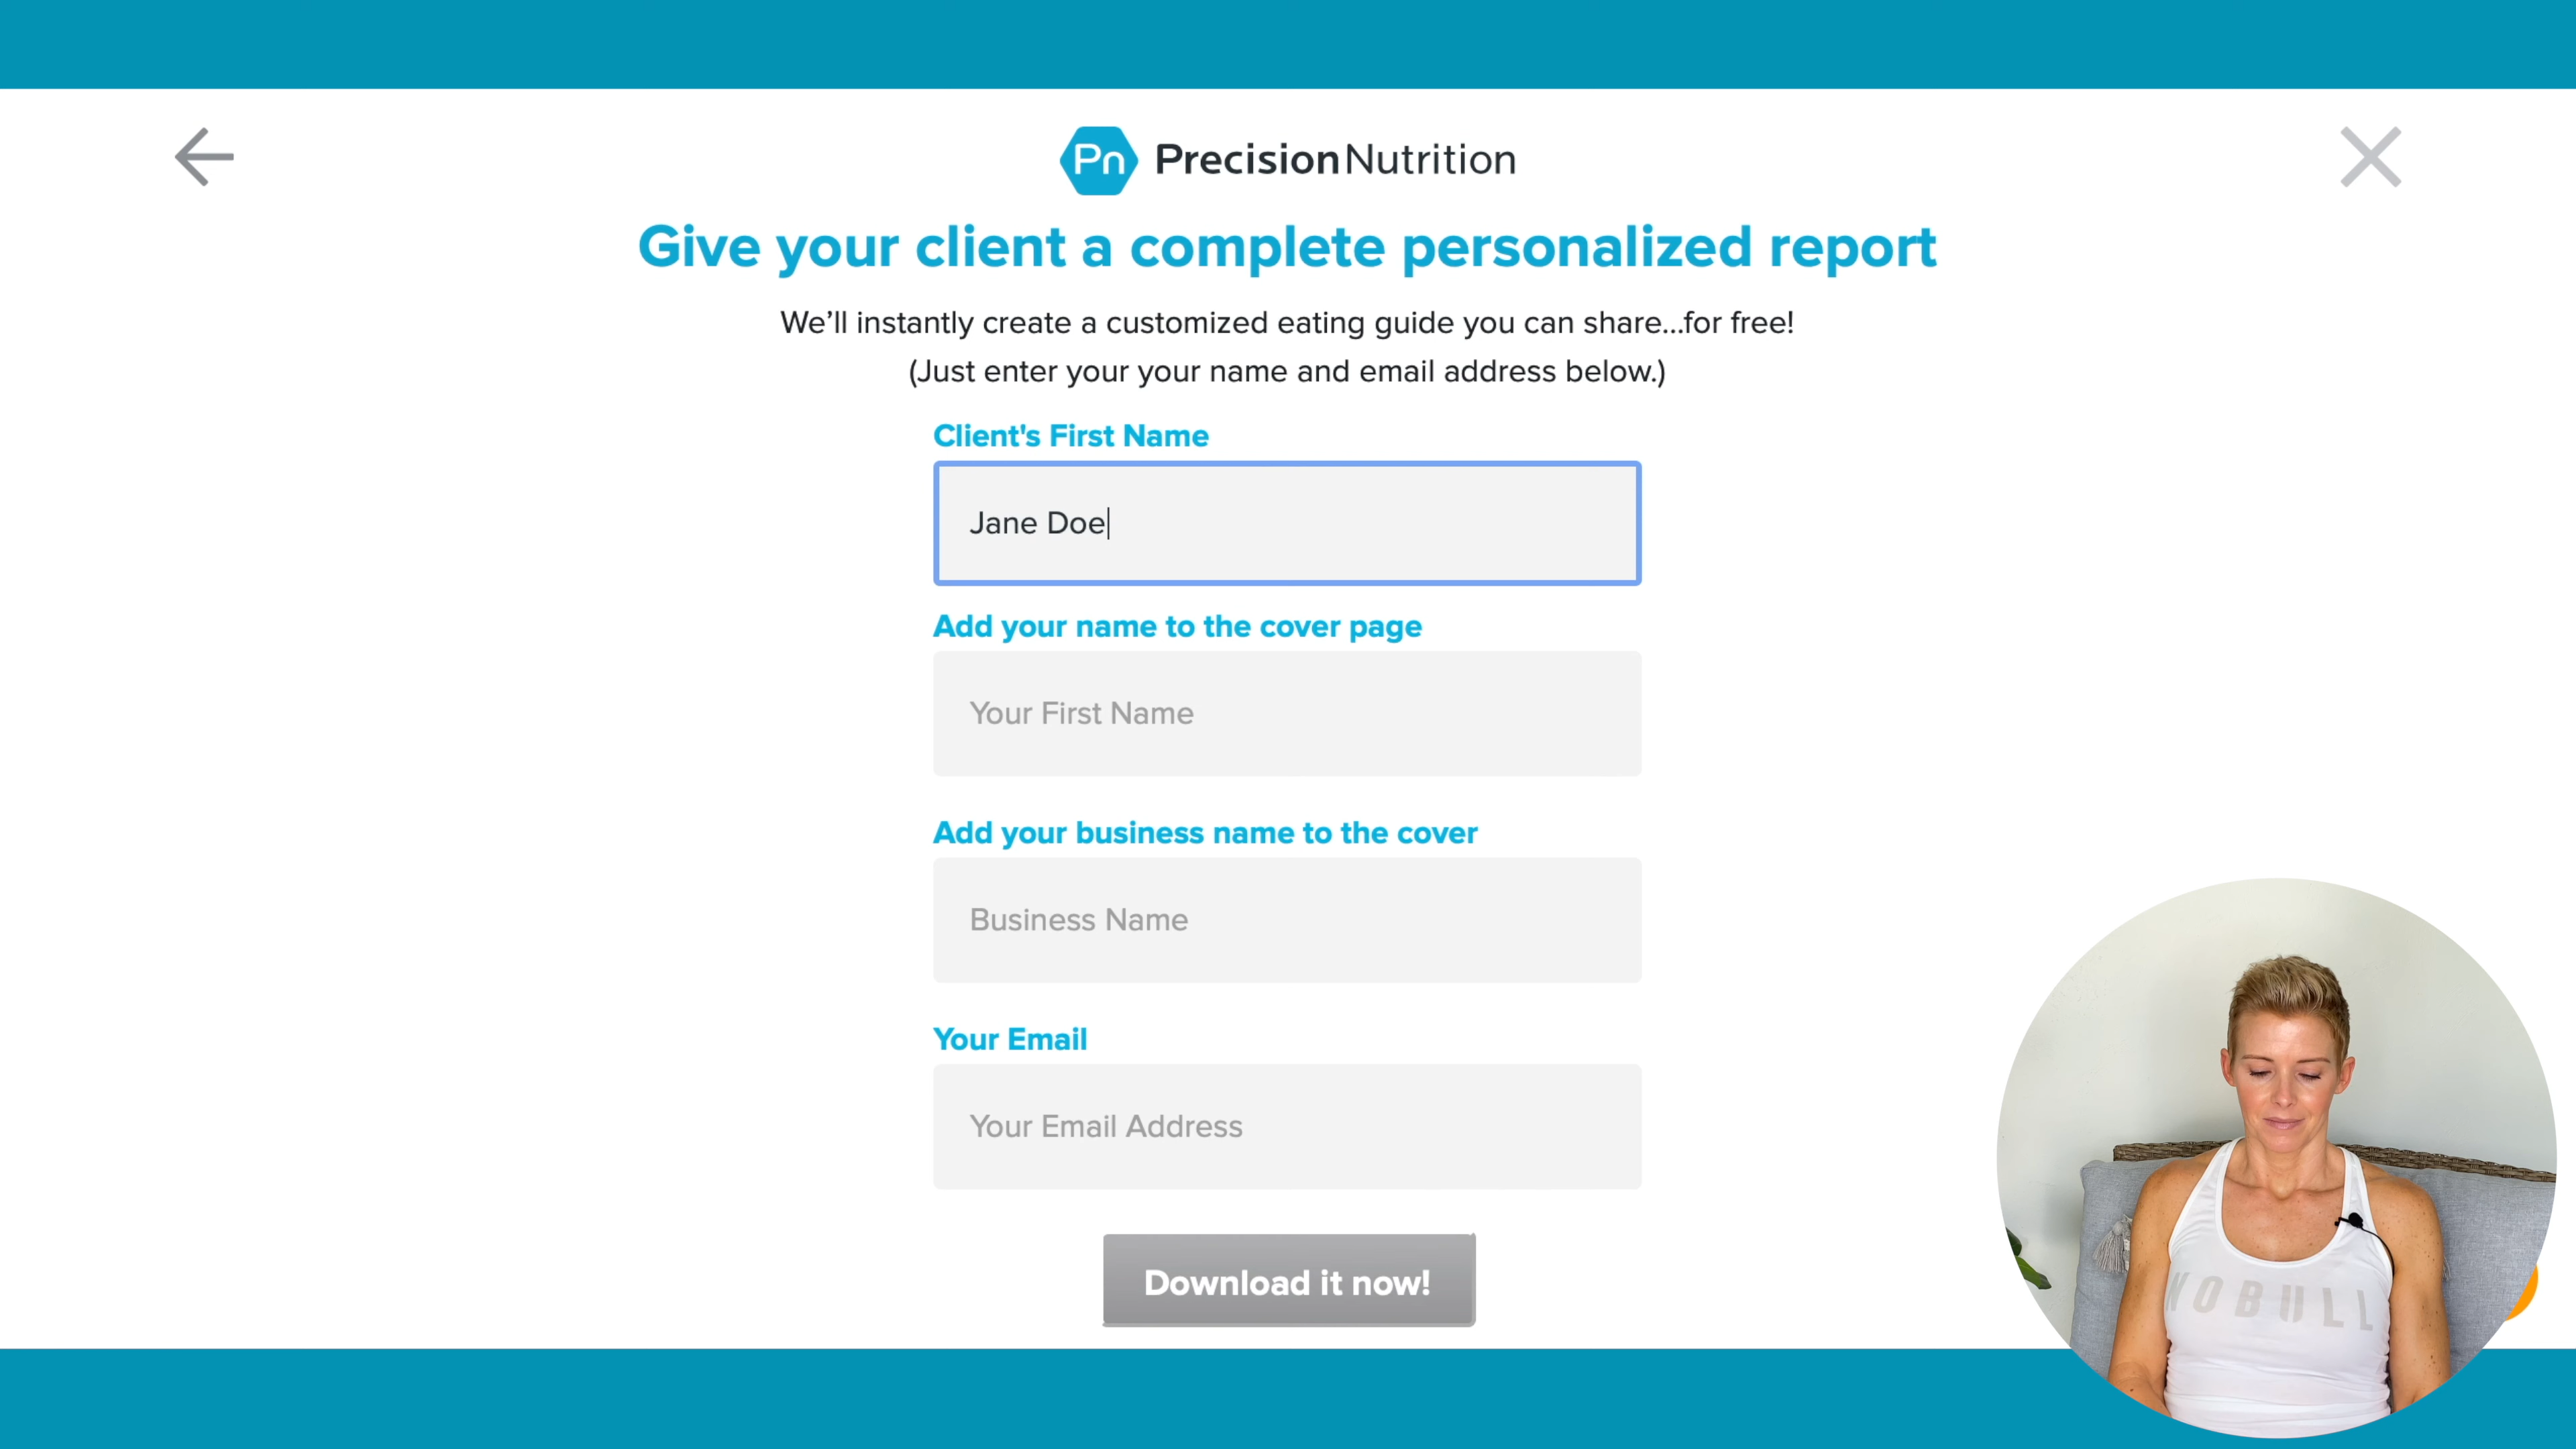 Pn PrecisionNutrition
Give your client a complete personalized report
We’ll instantly create a customized eating guide you can share...for free!
(Just enter your your name and email address below.)
Client's First Name
Jane Doe
Add your name to the cover page
Your First Name
Add your business name to the cover
Business Name
Your Email
Your Email Address
Download it now!
NOBULL